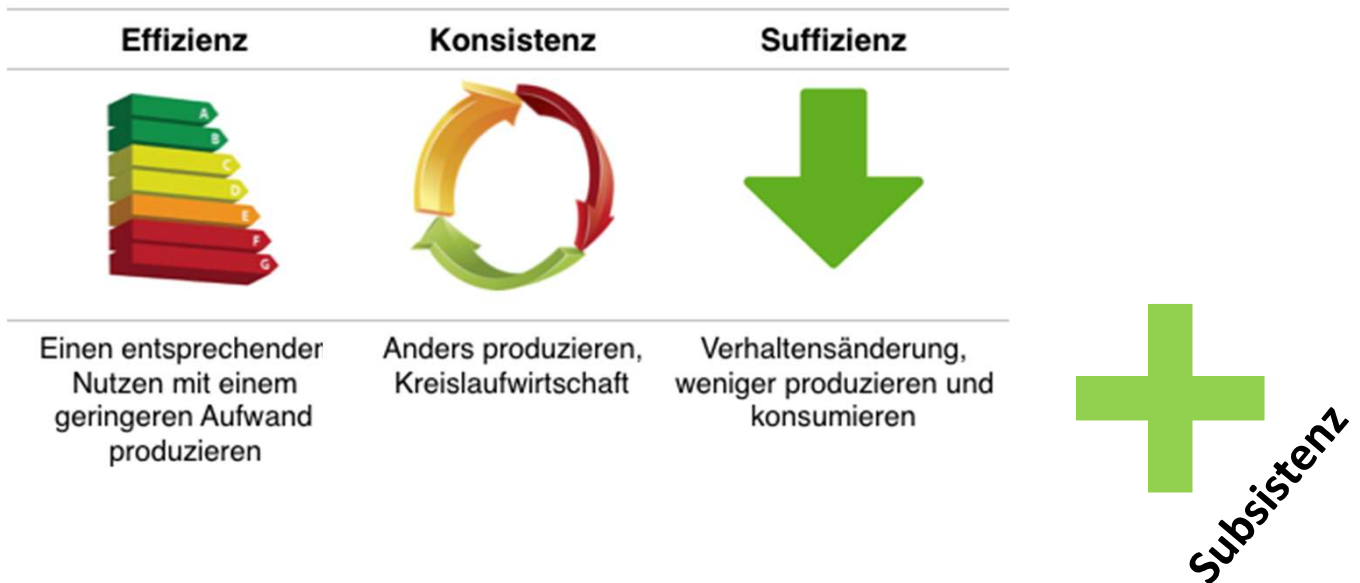 Effizienz
Konsistenz
Suffizienz
A
B
C
D
E
F
G
Einen entsprechender
Nutzen mit einem
geringeren Aufwand
produzieren
Anders produzieren,
Kreislaufwirtschaft
Verhaltensänderung,
weniger produzieren und
konsumieren
Subsistenz